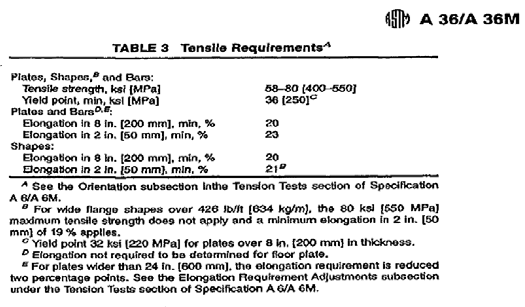 ASTM A 36/A 36M
TABLE 3 Tensile Requirements^A
Plates, Shapes,^B and Bars:
Tensile strength, ksi [MPa] 58–80 [400–550]
Yield point, min, ksi [MPa] 36 [250]^C
Plates and Bars^D,E:
Elongation in 8 in. [200 mm], min, % 20
Elongation in 2 in. [50 mm], min, % 23
Shapes:
Elongation in 8 in. [200 mm], min, % 20
Elongation in 2 in. [50 mm], min, % 21^B
^A See the Orientation subsection inthe Tension Tests section of Specification
A 6/A 6M.
^B For wide flange shapes over 426 lb/ft [634 kg/m], the 80 ksi [550 MPa]
maximum tensile strength does not apply and a minimum elongation in 2 in. [50
mm] of 19 % applies.
^C Yield point 32 ksi [220 MPa] for plates over 8 in. [200 mm] in thickness.
^D Elongation not required to be determined for floor plate.
^E For plates wider than 24 in. [600 mm], the elongation requirement is reduced
two percentage points. See the Elongation Requirement Adjustments subsection
under the Tension Tests section of Specification A 6/A 6M.